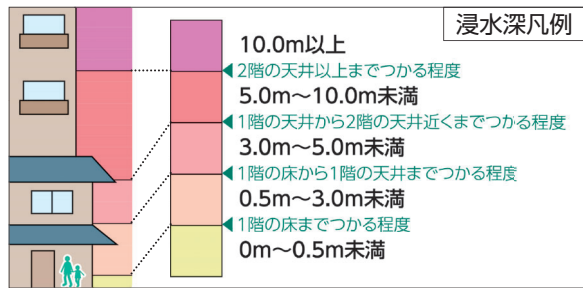 浸水深凡例
10.0m以上
◀2階の天井以上までつかる程度
5.0m〜10.0m未満
◀1階の天井から2階の天井近くまでつかる程度
3.0m〜5.0m未満
◀1階の床から1階の天井までつかる程度
0.5m〜3.0m未満
◀1階の床までつかる程度
0m〜0.5m未満